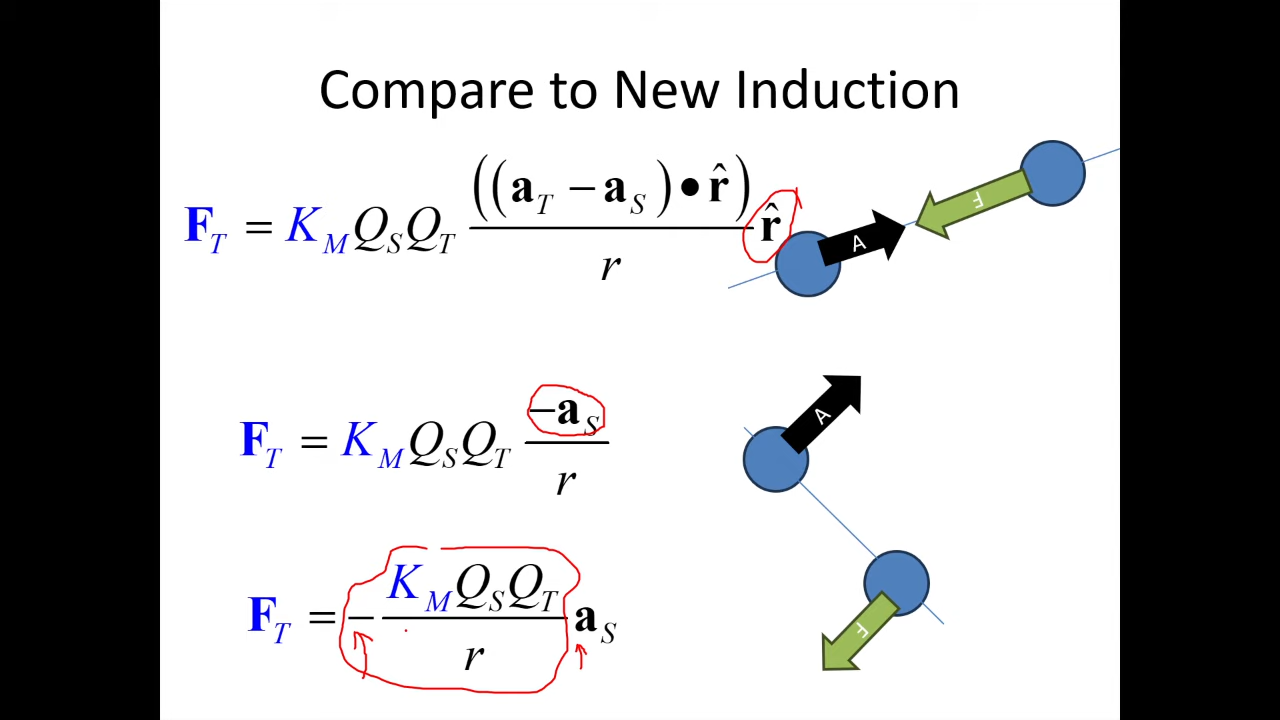 Compare to New Induction
F_T = K_M Q_S Q_T ((a_T − a_S) • r̂) / r r̂
A
F
F_T = K_M Q_S Q_T −a_S / r
A
F_T = − K_M Q_S Q_T / r a_S
F